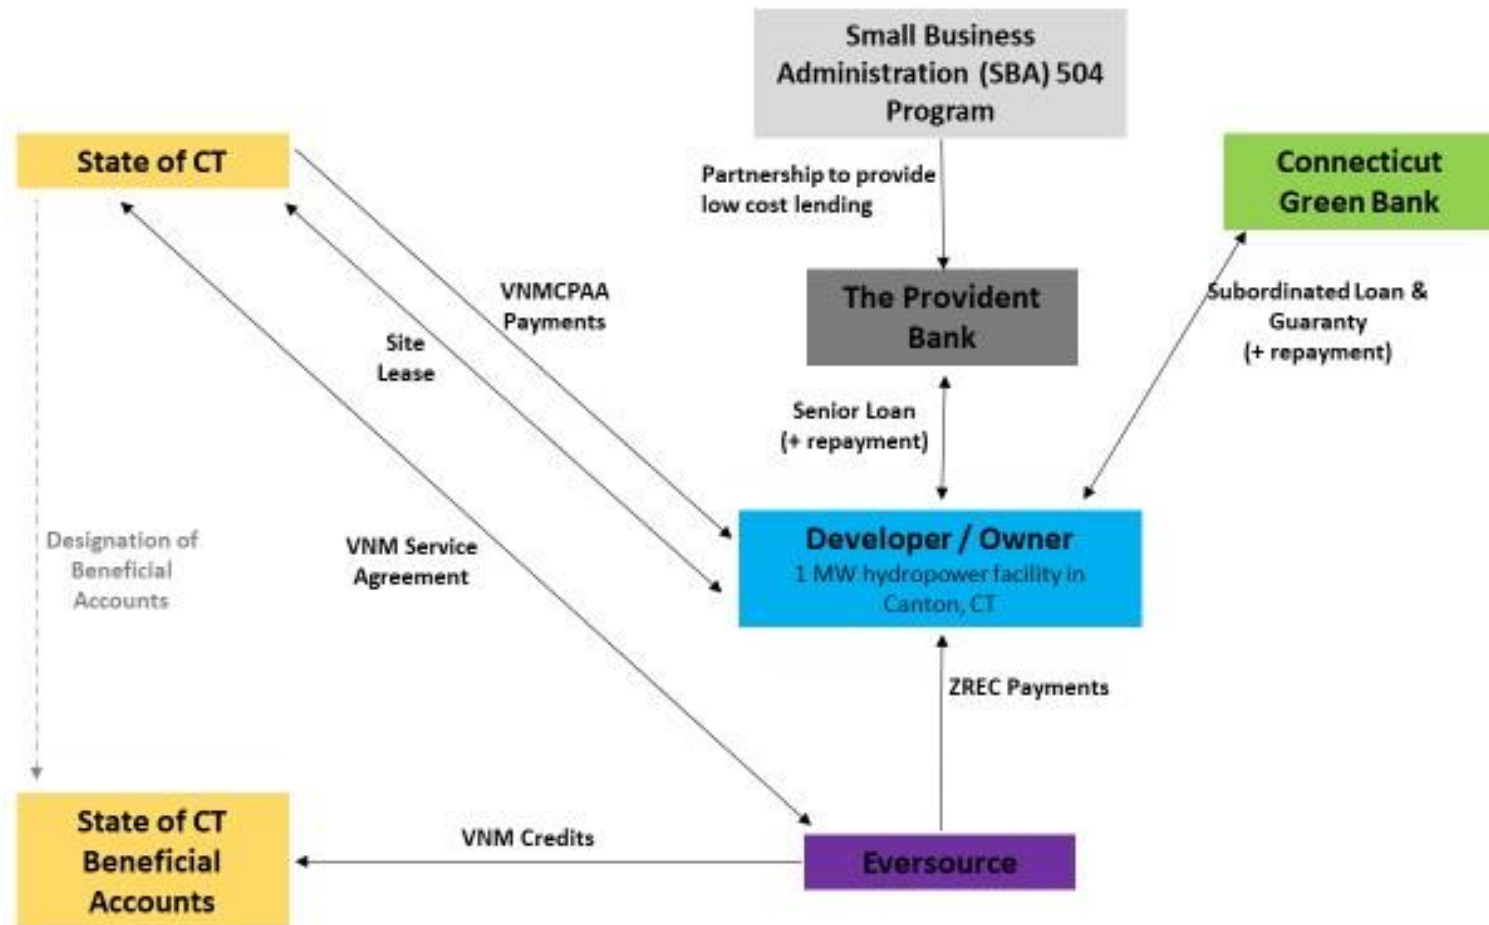 Small Business
Administration (SBA) 504
Program
State of CT
Connecticut
Green Bank
Partnership to provide
low cost lending
The Provident
Bank
VNMCPAA
Payments
Subordinated Loan &
Guaranty
(+ repayment)
Site
Lease
Senior Loan
(+ repayment)
Developer / Owner
1 MW hydropower facility in
Canton, CT
Designation of
Beneficial
Accounts
VNM Service
Agreement
ZREC Payments
State of CT
Beneficial
Accounts
VNM Credits
Eversource